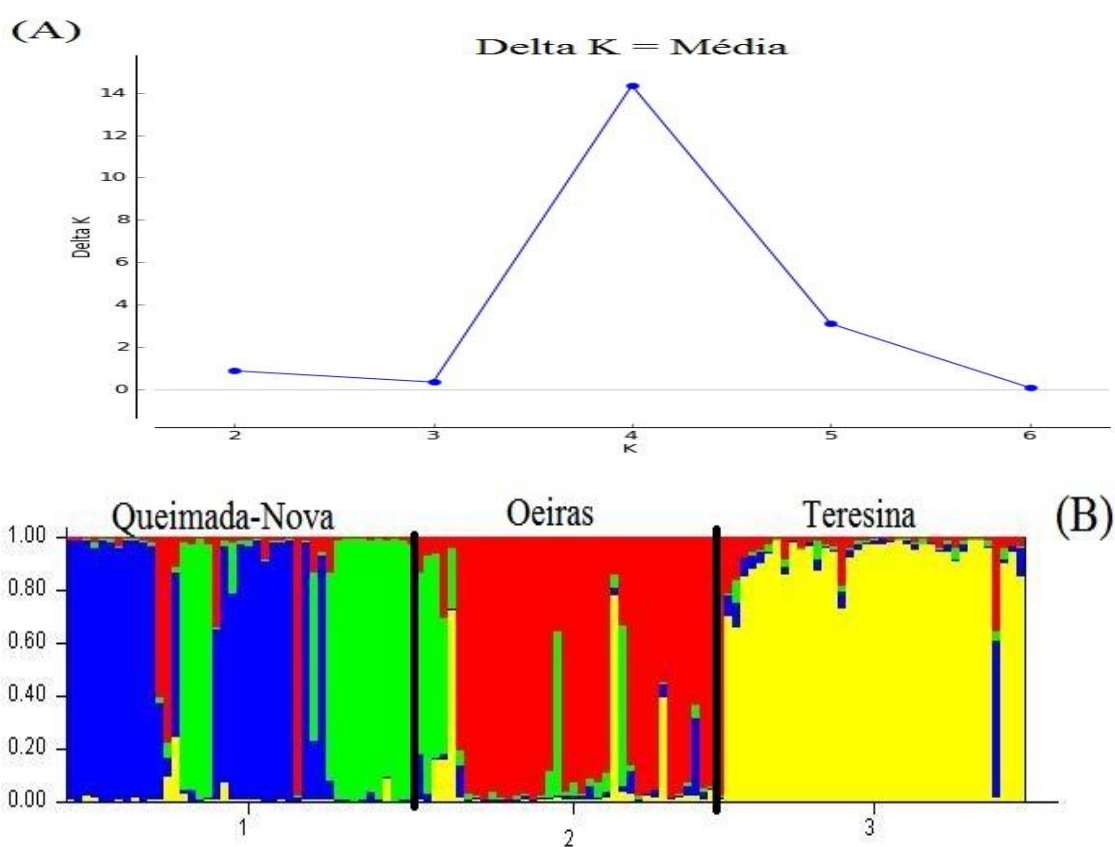 (A)
Delta K = Média
Delta K
14
12
10
8
6
4
2
0
2 3 4 5 6
K
Queimada-Nova Oeiras Teresina (B)
1.00
0.80
0.60
0.40
0.20
0.00
1 2 3